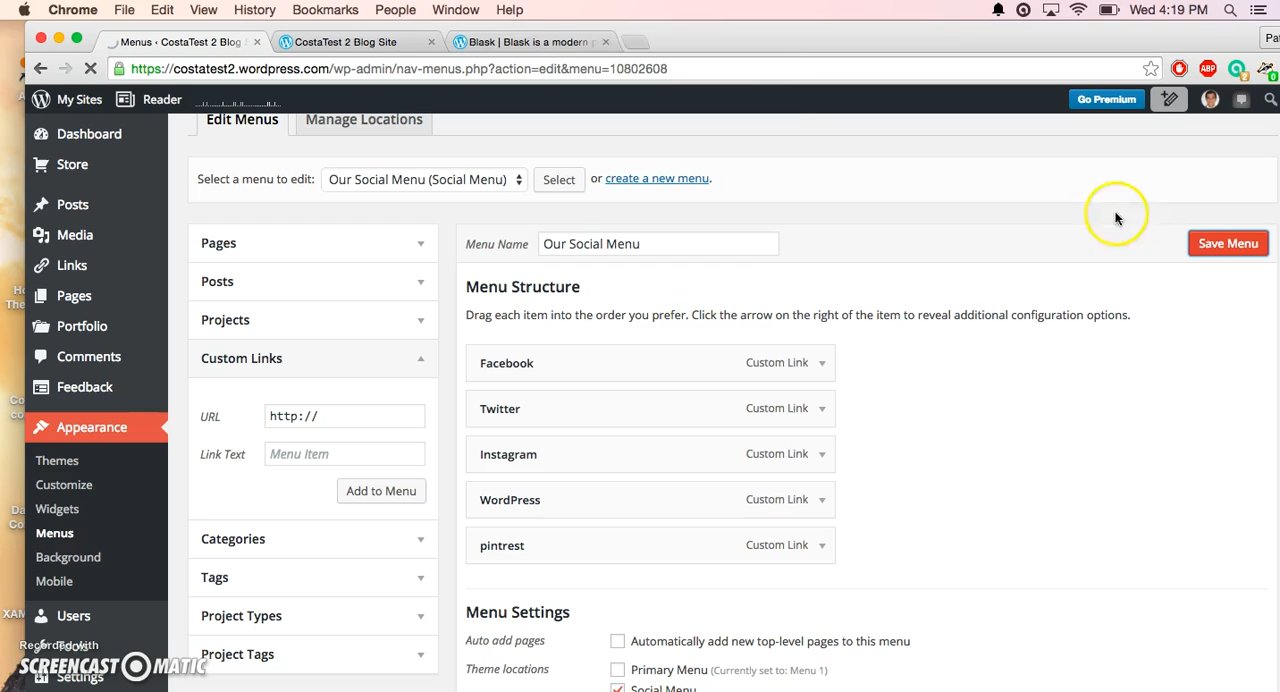 Chrome File Edit View History Bookmarks People Window Help Wed 4:19 PM
Menus ‹ CostaTest 2 Blog CostaTest 2 Blog Site Blask | Blask is a modern Pat
https://costatest2.wordpress.com/wp-admin/nav-menus.php?action=edit&menu=10802608 ABP
My Sites Reader Go Premium
Dashboard
Store
Posts
Media
Links
Pages
Portfolio
Comments
Feedback
Appearance
Themes
Customize
Widgets
Menus
Background
Mobile
Users
Tools
Settings
Edit Menus Manage Locations
Select a menu to edit: Our Social Menu (Social Menu) Select or create a new menu.
Pages
Posts
Projects
Custom Links
URL http://
Link Text Menu Item
Add to Menu
Categories
Tags
Project Types
Project Tags
Menu Name Our Social Menu Save Menu
Menu Structure
Drag each item into the order you prefer. Click the arrow on the right of the item to reveal additional configuration options.
Facebook Custom Link
Twitter Custom Link
Instagram Custom Link
WordPress Custom Link
pintrest Custom Link
Menu Settings
Auto add pages Automatically add new top-level pages to this menu
Theme locations Primary Menu (Currently set to: Menu 1)
Social Menu
Recorded with
SCREENCAST MATIC